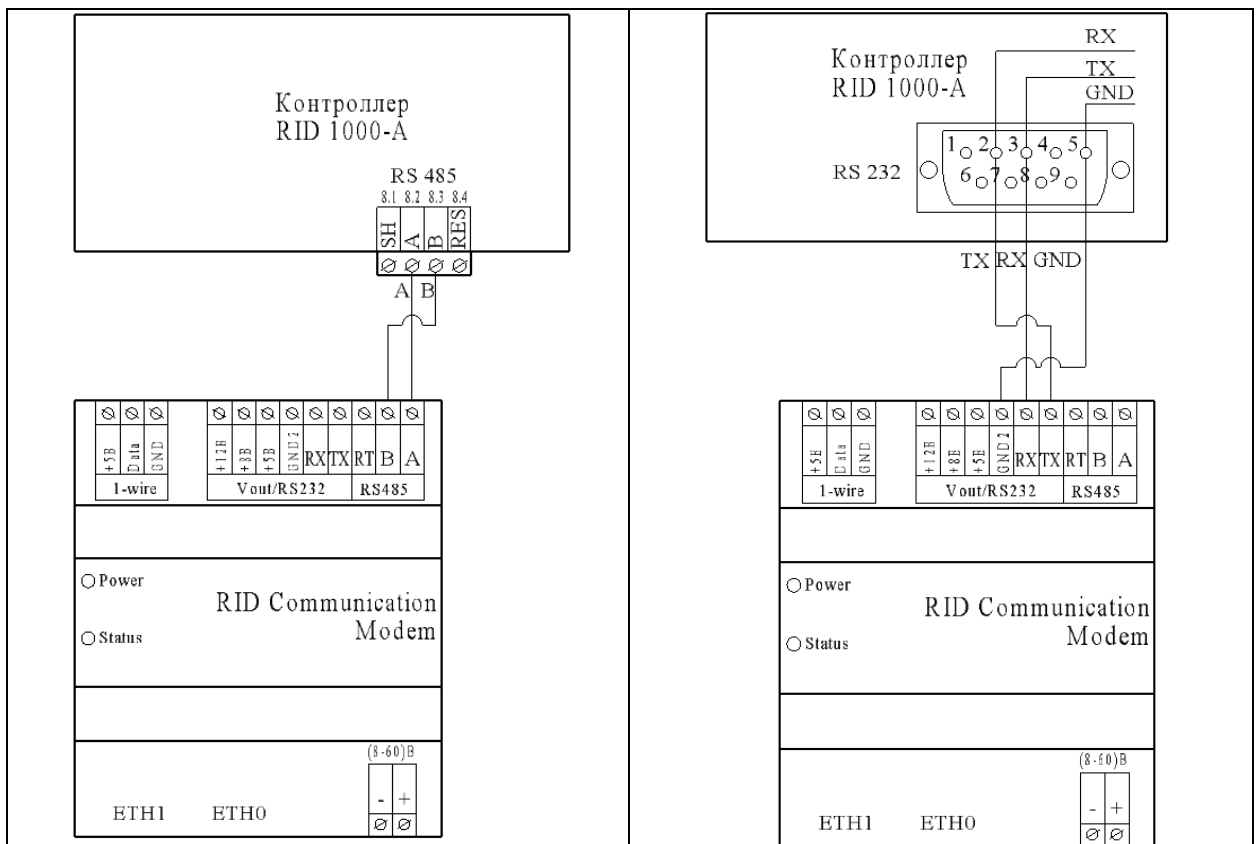 Контроллер
RID 1000-A
RS 485
8.1 8.2 8.3 8.4
SH A B RES
A B
+5В Data GND
+12В +8В +5В GND2 RX TX RT B A
1-wire
Vout/RS232
RS485
Power
RID Communication
Modem
Status
(8-60)В
- +
ETH1
ETH0
RX
Контроллер
TX
RID 1000-A
GND
1 2 3 4 5
RS 232
6 7 8 9
TX RX GND
+5В Data GND
+12В +8В +5В GND2 RX TX RT B A
1-wire
Vout/RS232
RS485
Power
RID Communication
Modem
Status
(8-60)В
- +
ETH1
ETH0